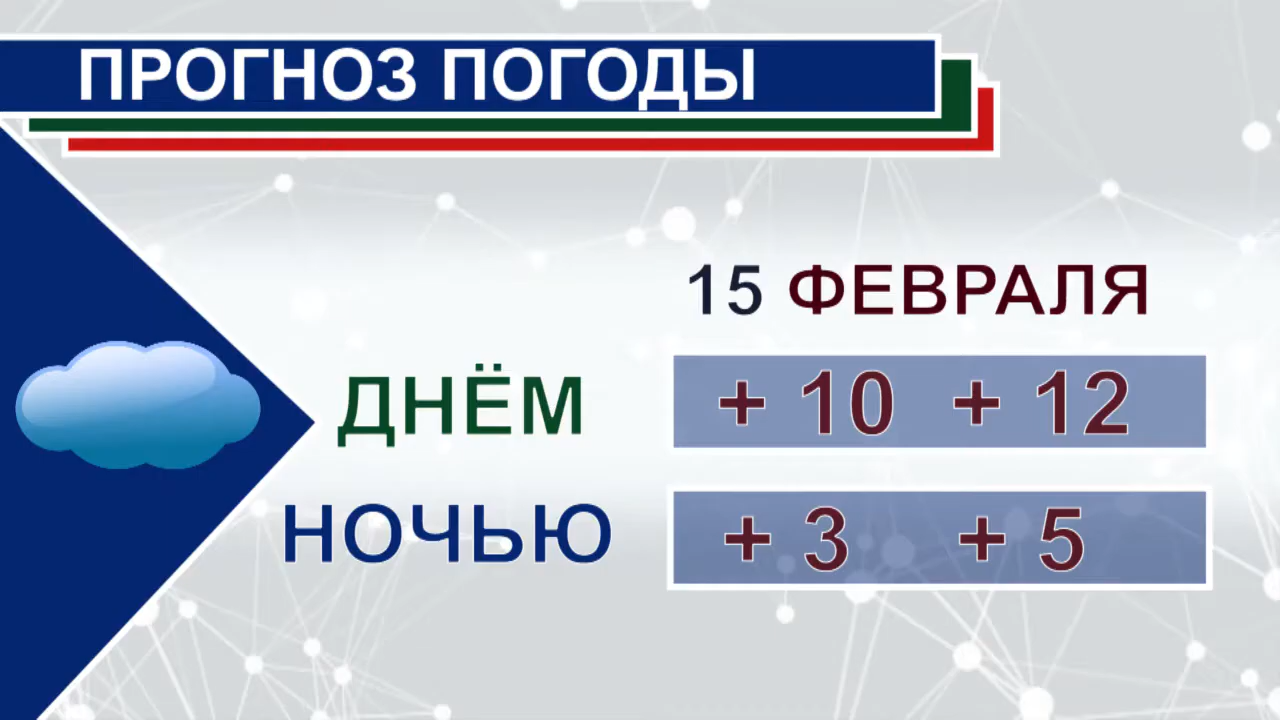 ПРОГНОЗ ПОГОДЫ
15 ФЕВРАЛЯ
ДНЁМ + 10 + 12
НОЧЬЮ + 3 + 5